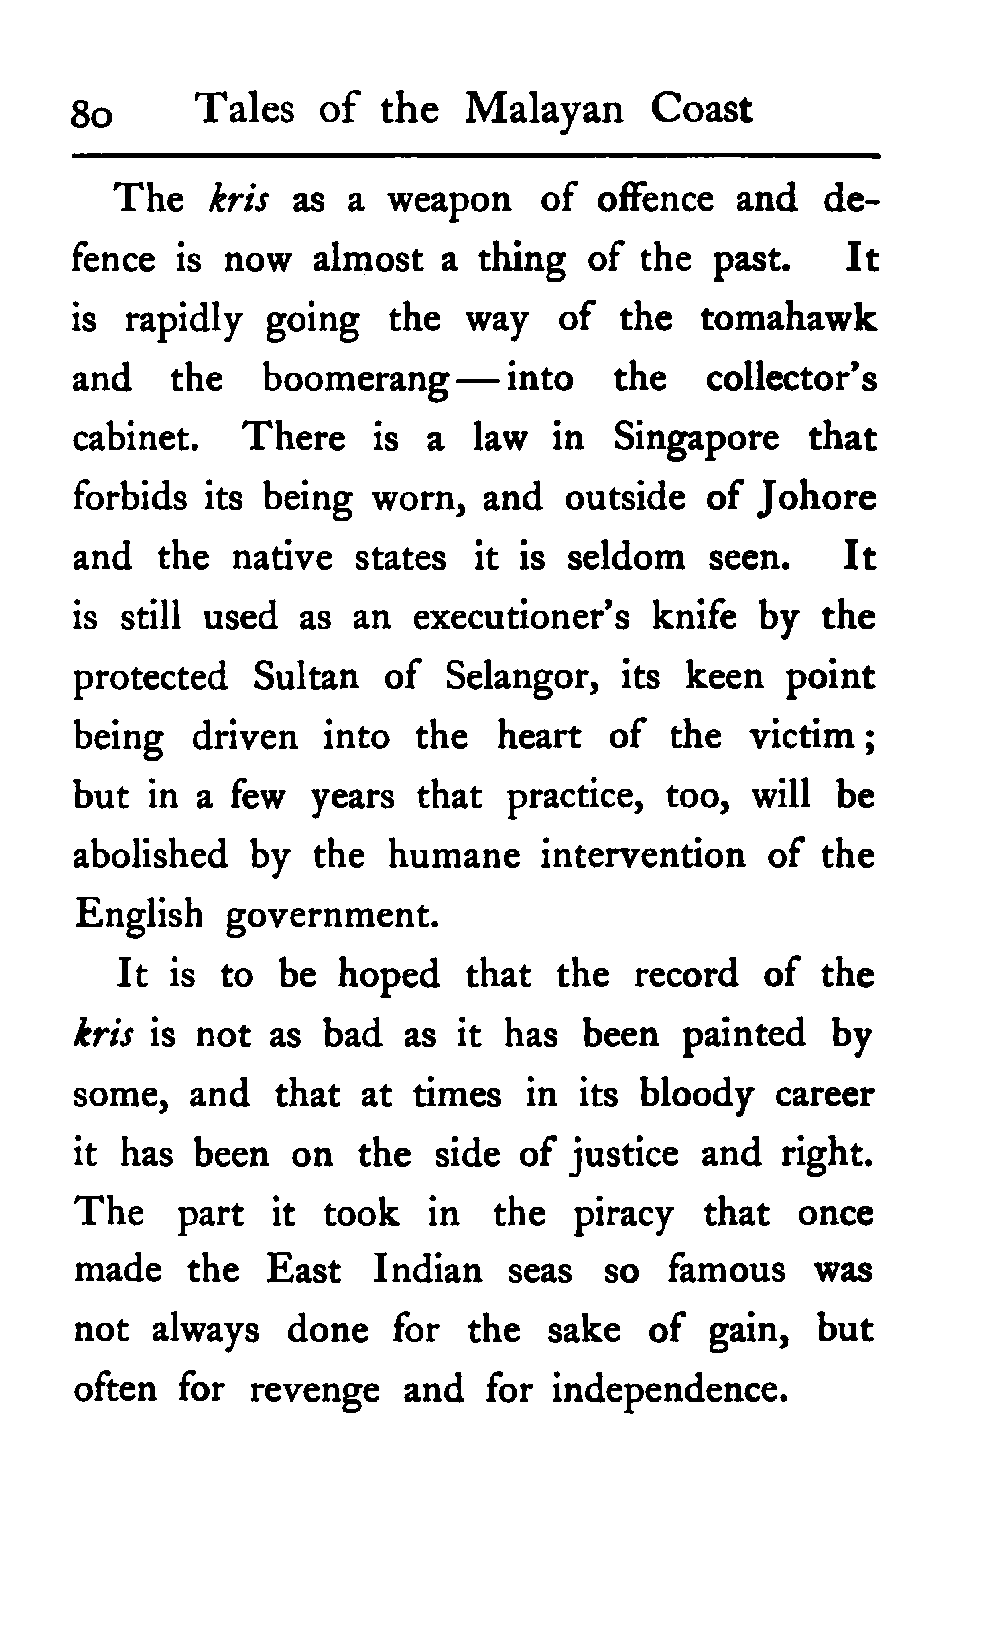 80 Tales of the Malayan Coast
The kris as a weapon of offence and de-
fence is now almost a thing of the past. It
is rapidly going the way of the tomahawk
and the boomerang — into the collector's
cabinet. There is a law in Singapore that
forbids its being worn, and outside of Johore
and the native states it is seldom seen. It
is still used as an executioner's knife by the
protected Sultan of Selangor, its keen point
being driven into the heart of the victim;
but in a few years that practice, too, will be
abolished by the humane intervention of the
English government.
It is to be hoped that the record of the
kris is not as bad as it has been painted by
some, and that at times in its bloody career
it has been on the side of justice and right.
The part it took in the piracy that once
made the East Indian seas so famous was
not always done for the sake of gain, but
often for revenge and for independence.